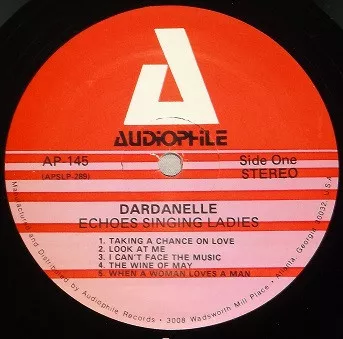 AUDIOPHILE
AP-145
Side One
(APSLP-289)
STEREO
DARDANELLE
ECHOES SINGING LADIES
1. TAKING A CHANCE ON LOVE
2. LOOK AT ME
3. I CAN'T FACE THE MUSIC
4. THE WINE OF MAY
5. WHEN A WOMAN LOVES A MAN
Manufactured and Distributed by Audiophile Records • 3008 Wadsworth Mill Place • Atlanta, Georgia 30032, U.S.A.